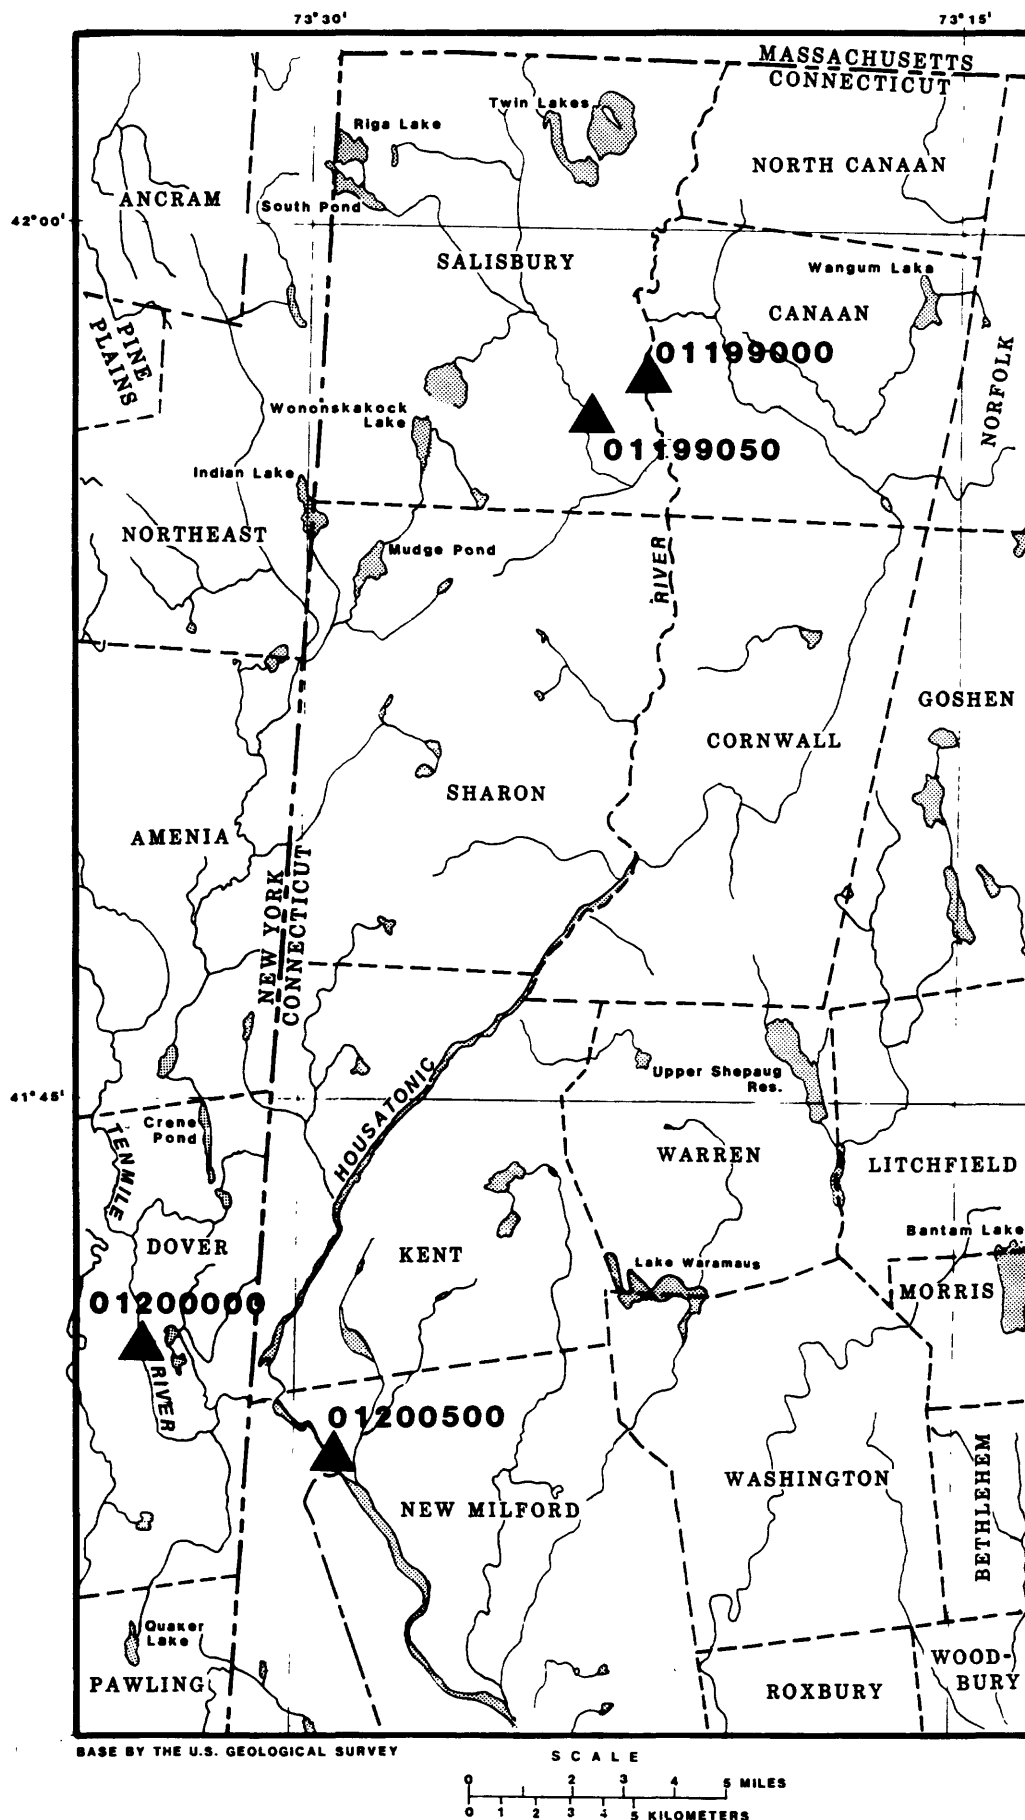 73°30'
73°15'
MASSACHUSETTS
CONNECTICUT
Twin Lakes
Riga Lake
NORTH CANAAN
ANCRAM
South Pond
42°00'
SALISBURY
Wangum Lake
CANAAN
PINE
PLAINS
01199000
NORFOLK
Wononskakock
Lake
01199050
Indian Lake
NORTHEAST
Mudge Pond
RIVER
GOSHEN
CORNWALL
SHARON
AMENIA
NEW YORK
CONNECTICUT
HOUSATONIC
Upper Shepaug
Res.
41°45'
Crene
Pond
TENMILE
WARREN
LITCHFIELD
Bantam Lake
DOVER
KENT
Lake Waramaus
MORRIS
01200000
RIVER
01200500
WASHINGTON
NEW MILFORD
BETHLEHEM
Quaker
Lake
WOOD-
BURY
PAWLING
ROXBURY
BASE BY THE U.S. GEOLOGICAL SURVEY
SCALE
0 2 3 4 5 MILES
0 1 2 3 4 5 KILOMETERS